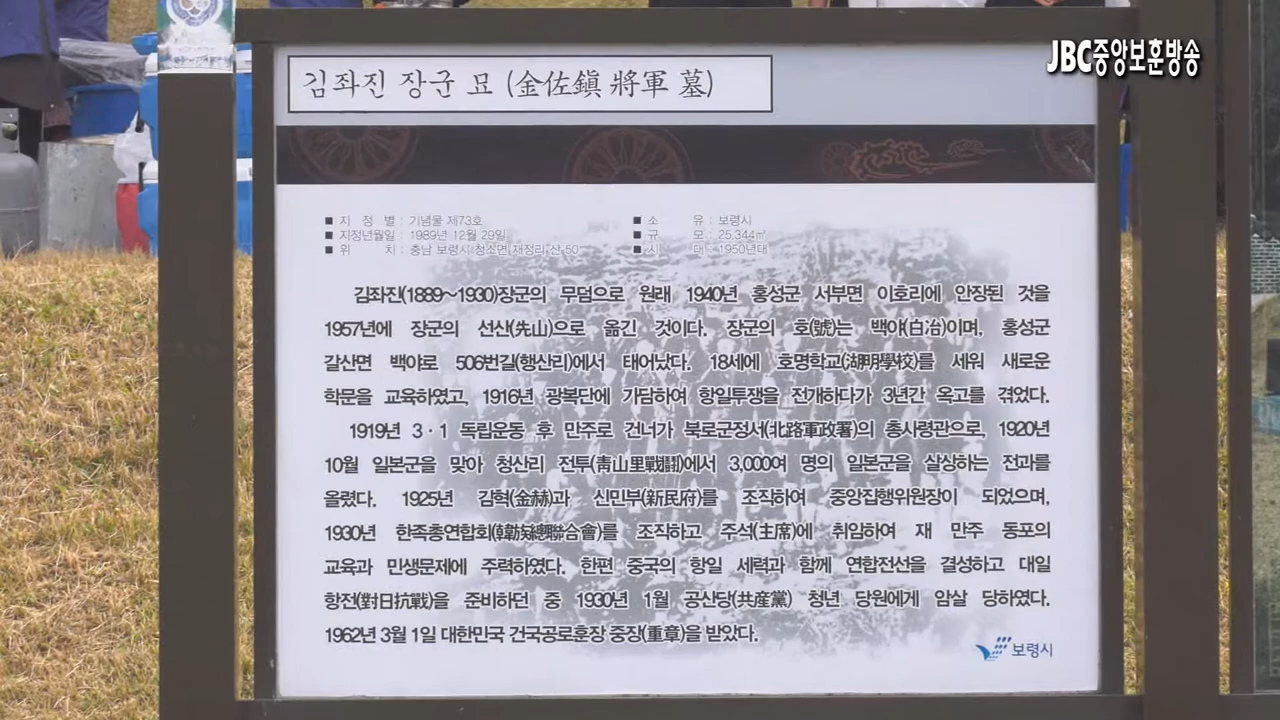 JBC중앙보훈방송
김좌진 장군 묘 (金佐鎭 將軍 墓)
■ 지 정 별 : 기념물 제73호
■ 지정년월일 : 1989년 12월 29일
■ 위 치 : 충남 보령시 청소면 재정리 산 50
■ 소 유 : 보령시
■ 규 모 : 25,344㎡
■ 시 대 : 1950년대
김좌진(1889~1930)장군의 무덤으로 원래 1940년 홍성군 서부면 이호리에 안장된 것을
1957년에 장군의 선산(先山)으로 옮긴 것이다. 장군의 호(號)는 백야(白冶)이며, 홍성군
갈산면 백야로 506번길(행산리)에서 태어났다. 18세에 호명학교(湖明學校)를 세워 새로운
학문을 교육하였고, 1916년 광복단에 가담하여 항일투쟁을 전개하다가 3년간 옥고를 겪었다.
1919년 3·1 독립운동 후 만주로 건너가 북로군정서(北路軍政署)의 총사령관으로, 1920년
10월 일본군을 맞아 청산리 전투(靑山里戰鬪)에서 3,000여 명의 일본군을 살상하는 전과를
올렸다. 1925년 김혁(金赫)과 신민부(新民府)를 조직하여 중앙집행위원장이 되었으며,
1930년 한족총연합회(韓族總聯合會)를 조직하고 주석(主席)에 취임하여 재 만주 동포의
교육과 민생문제에 주력하였다. 한편 중국의 항일 세력과 함께 연합전선을 결성하고 대일
항전(對日抗戰)을 준비하던 중 1930년 1월 공산당(共産黨) 청년 당원에게 암살 당하였다.
1962년 3월 1일 대한민국 건국공로훈장 중장(重章)을 받았다.
보령시